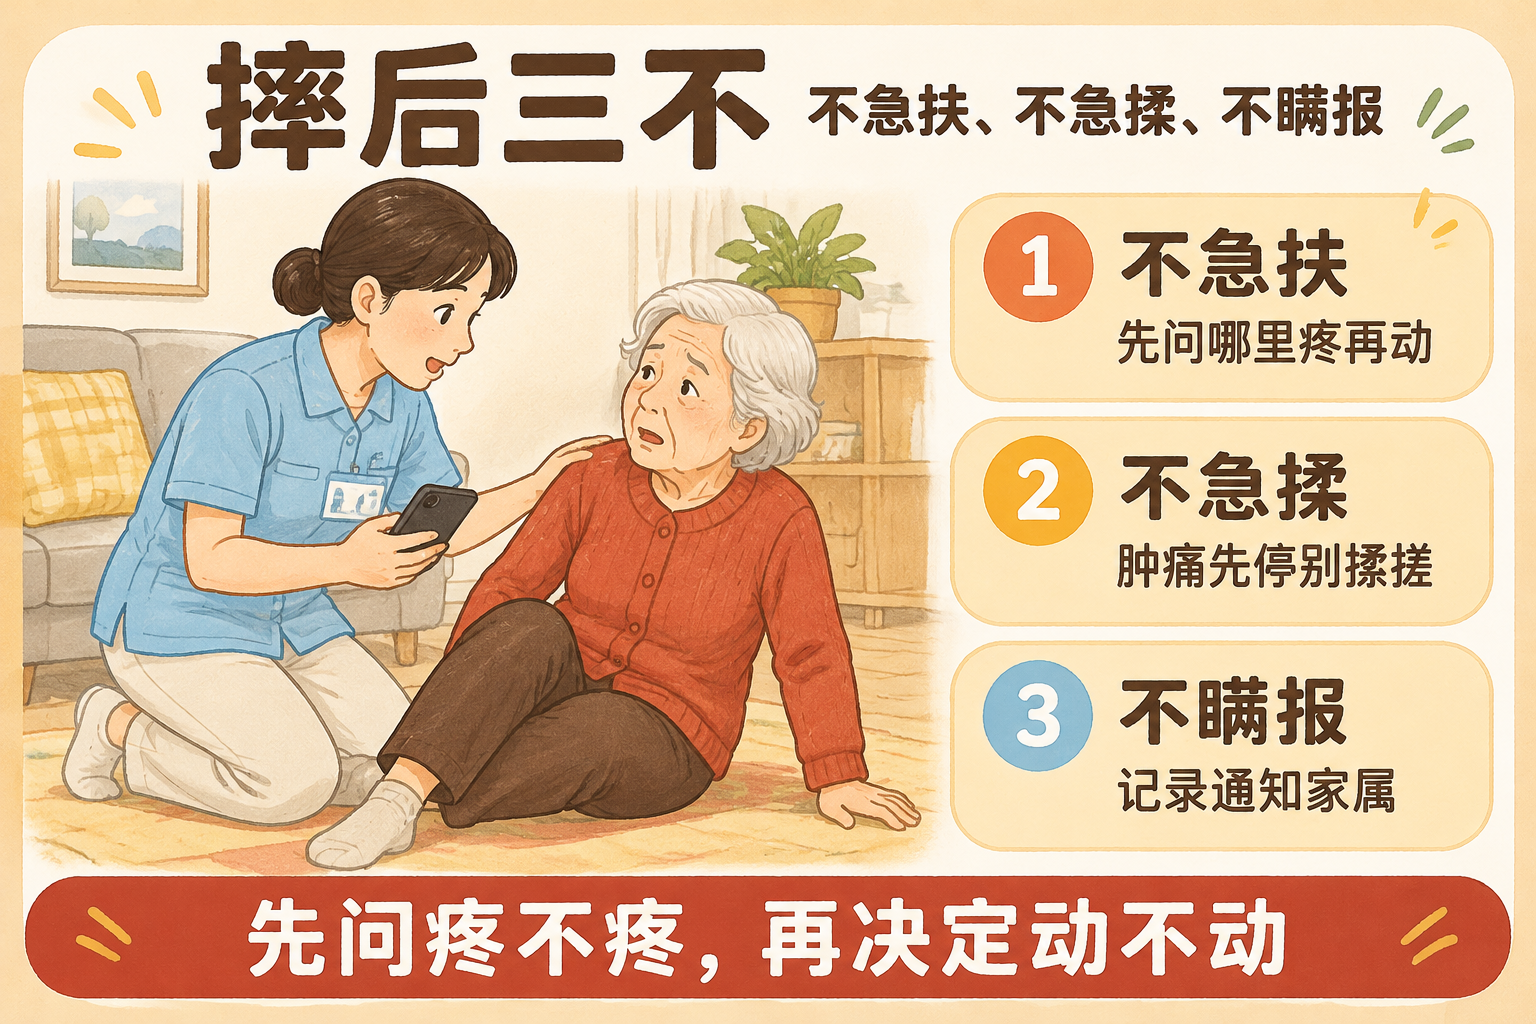 摔后三不
不急扶、不急揉、不瞒报
1
不急扶
先问哪里疼再动
2
不急揉
肿痛先停别揉搓
3
不瞒报
记录通知家属
先问疼不疼，再决定动不动